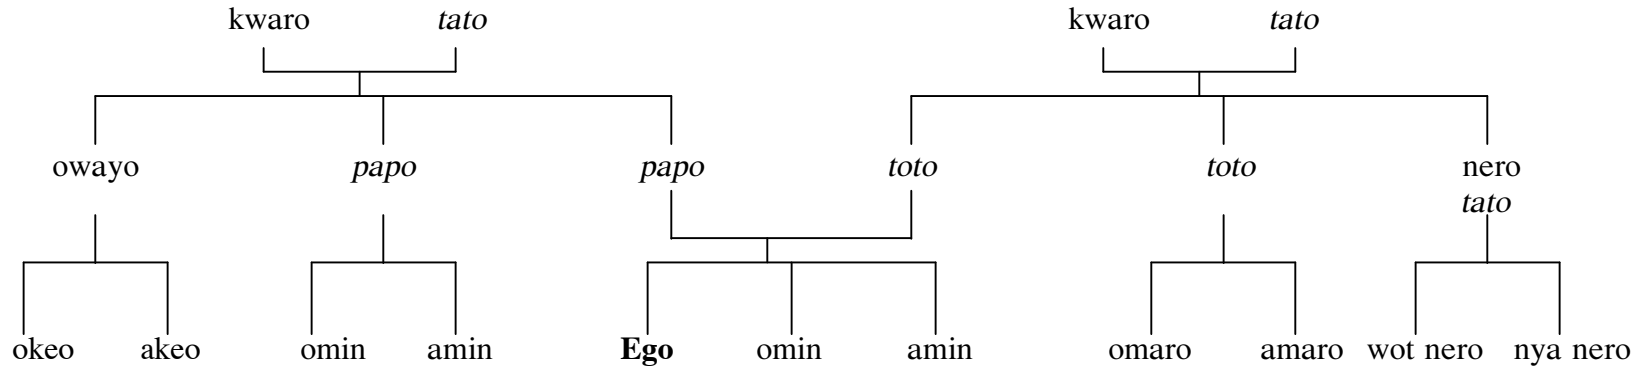 kwaro tato kwaro tato
owayo papo papo toto toto nero
tato
okeo akeo omin amin Ego omin amin omaro amaro wot nero nya nero